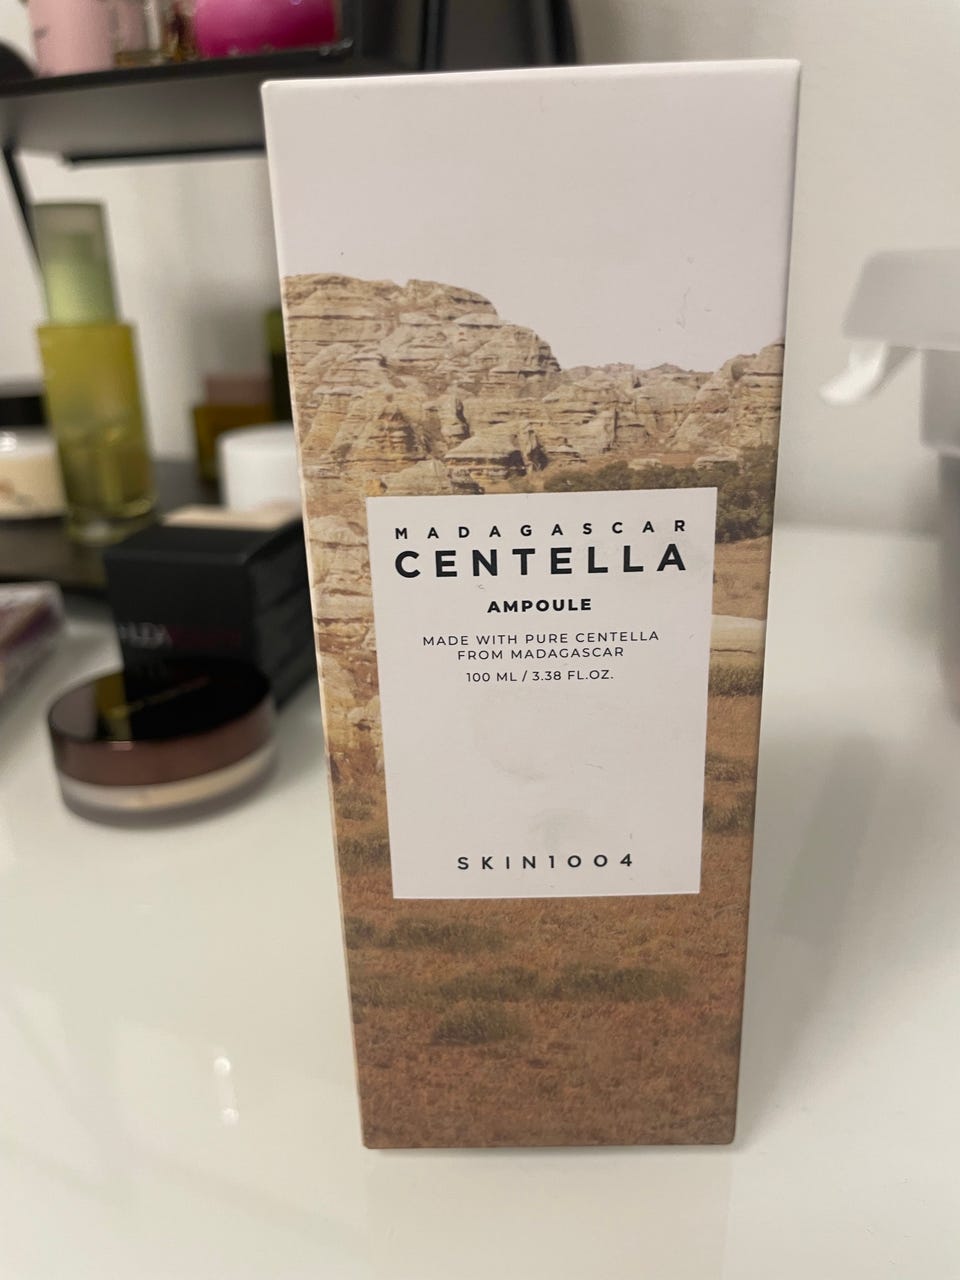 MADAGASCAR
CENTELLA
AMPOULE
MADE WITH PURE CENTELLA
FROM MADAGASCAR
100 ML / 3.38 FL.OZ.
SKIN1004